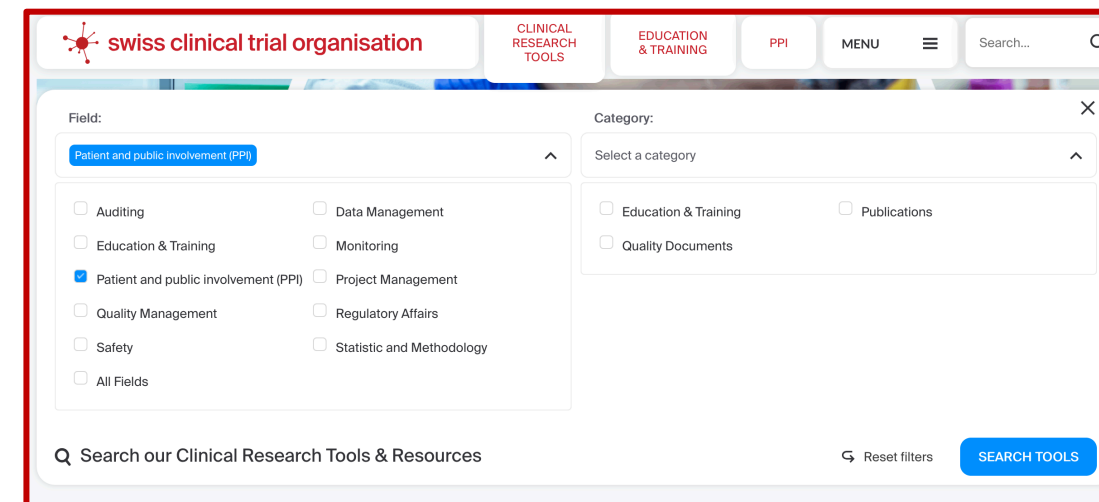 swiss clinical trial organisation
CLINICAL
RESEARCH
TOOLS
EDUCATION
& TRAINING
PPI
MENU
Search...
Field:
Patient and public involvement (PPI)
Auditing
Data Management
Education & Training
Monitoring
Patient and public involvement (PPI)
Project Management
Quality Management
Regulatory Affairs
Safety
Statistic and Methodology
All Fields
Category:
Select a category
Education & Training
Publications
Quality Documents
Search our Clinical Research Tools & Resources
Reset filters
SEARCH TOOLS